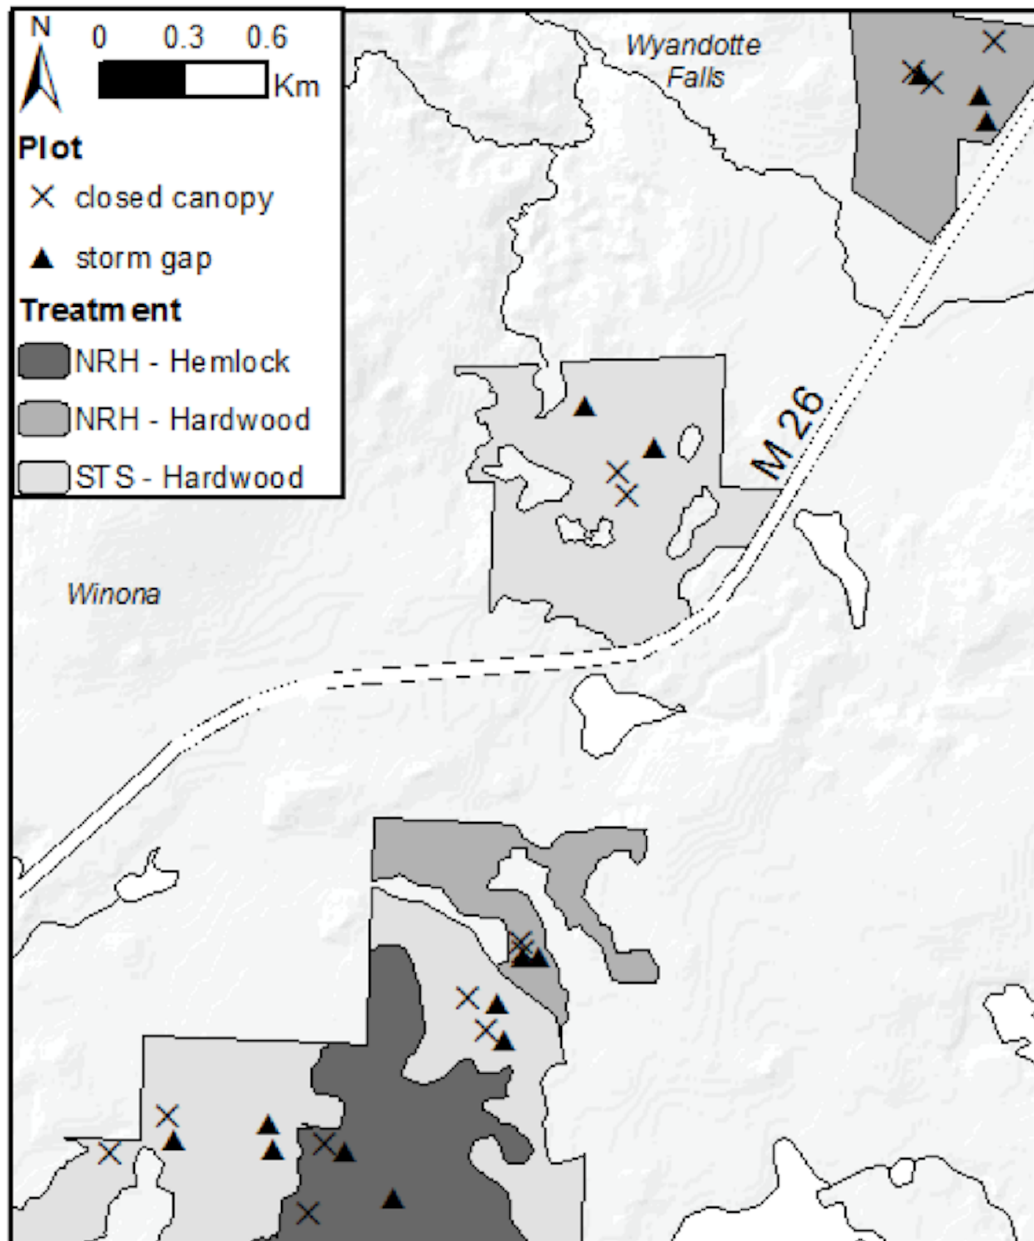 N
0 0.3 0.6
Km
Plot
closed canopy
storm gap
Treatment
NRH - Hemlock
NRH - Hardwood
STS - Hardwood
Wyandotte
Falls
M 26
Winona